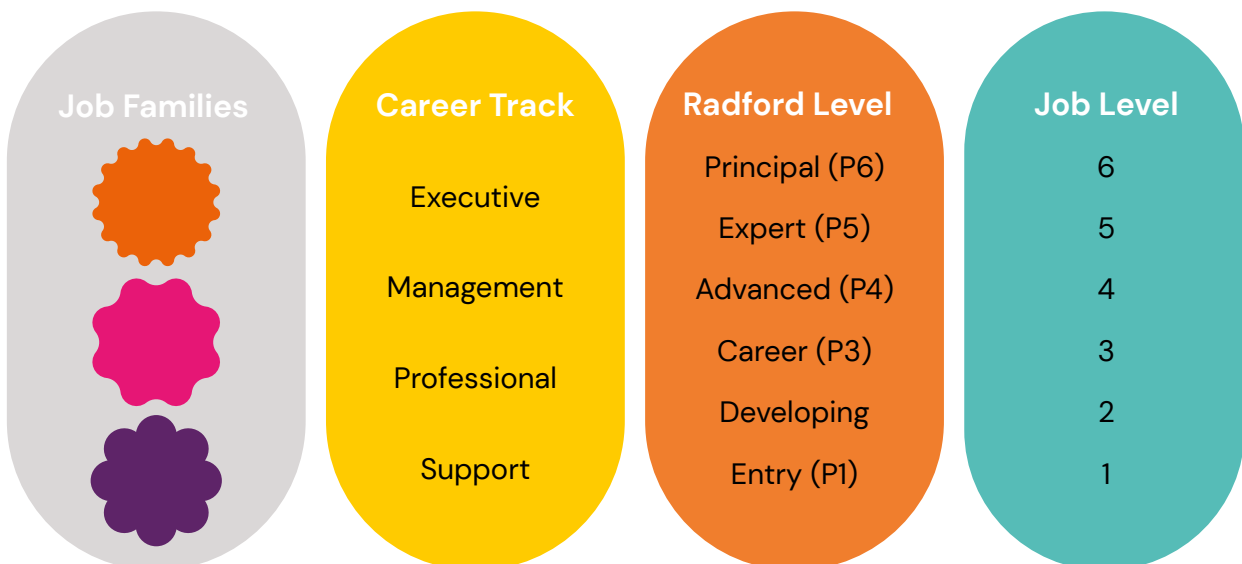 Job Families
Career Track
Executive
Management
Professional
Support
Radford Level
Principal (P6)
Expert (P5)
Advanced (P4)
Career (P3)
Developing
Entry (P1)
Job Level
6
5
4
3
2
1